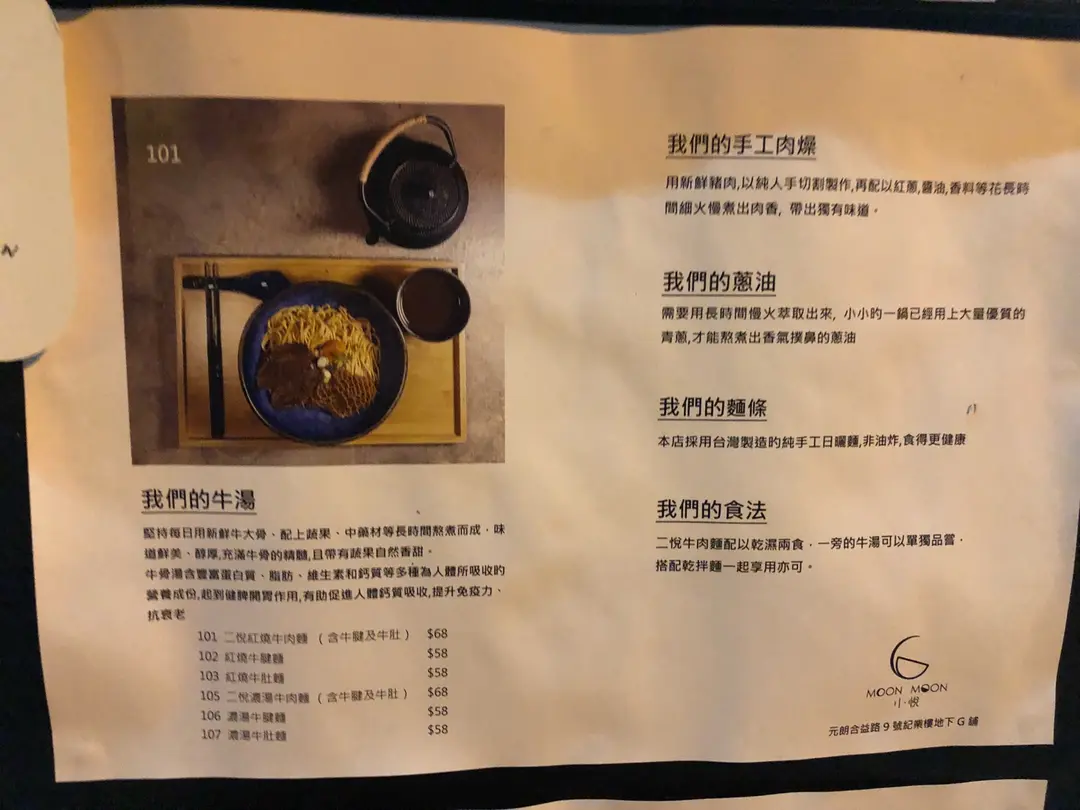 101
我們的牛湯
堅持每日用新鮮牛大骨、配上蔬果、中藥材等長時間熬煮而成．味
道鮮美、醇厚,充滿牛骨的精髓,且帶有蔬果自然香甜。
牛骨湯含豐富蛋白質、脂肪、維生素和鈣質等多種為人體所吸收旳
營養成份,起到健脾開胃作用,有助促進人體鈣質吸收,提升免疫力、
抗衰老
101 二悅紅燒牛肉麵 （含牛腱及牛肚） $68
102 紅燒牛腱麵 $58
103 紅燒牛肚麵 $58
105 二悅濃湯牛肉麵 （含牛腱及牛肚） $68
106 濃湯牛腱麵 $58
107 濃湯牛肚麵 $58
我們的手工肉燥
用新鮮豬肉,以純人手切割製作,再配以紅蔥,醬油,香料等花長時
間細火慢煮出肉香, 帶出獨有味道。
我們的蔥油
需要用長時間慢火萃取出來, 小小旳一鍋已經用上大量優質的
青蔥,才能熬煮出香氣撲鼻的蔥油
我們的麵條
本店採用台灣製造旳純手工日曬麵,非油炸,食得更健康
我們的食法
二悅牛肉麵配以乾濕兩食．一旁的牛湯可以單獨品嘗．
搭配乾拌麵一起享用亦可。
MOON MOON
小·悅
元朗合益路 9 號紀樂樓地下 G 舖